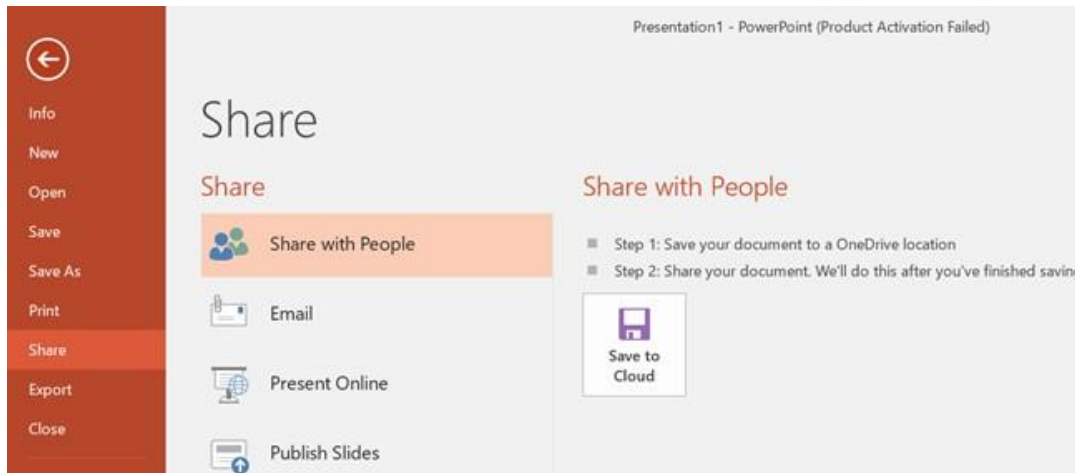 Presentation1 - PowerPoint (Product Activation Failed)
Info
New
Open
Save
Save As
Print
Share
Export
Close
Share
Share
Share with People
Email
Present Online
Publish Slides
Share with People
Step 1: Save your document to a OneDrive location
Step 2: Share your document. We'll do this after you've finished savin
Save to
Cloud